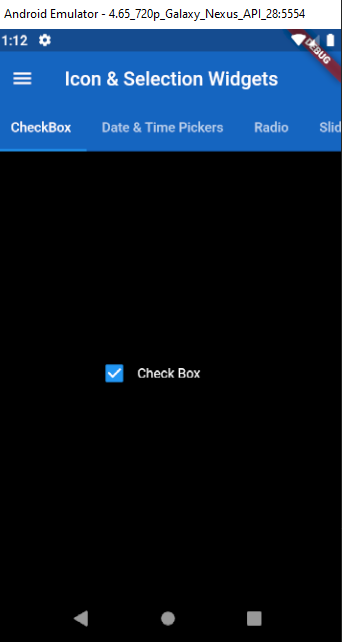 Android Emulator - 4.65_720p_Galaxy_Nexus_API_28:5554
1:12
DEBUG
Icon & Selection Widgets
CheckBox Date & Time Pickers Radio Slid
Check Box